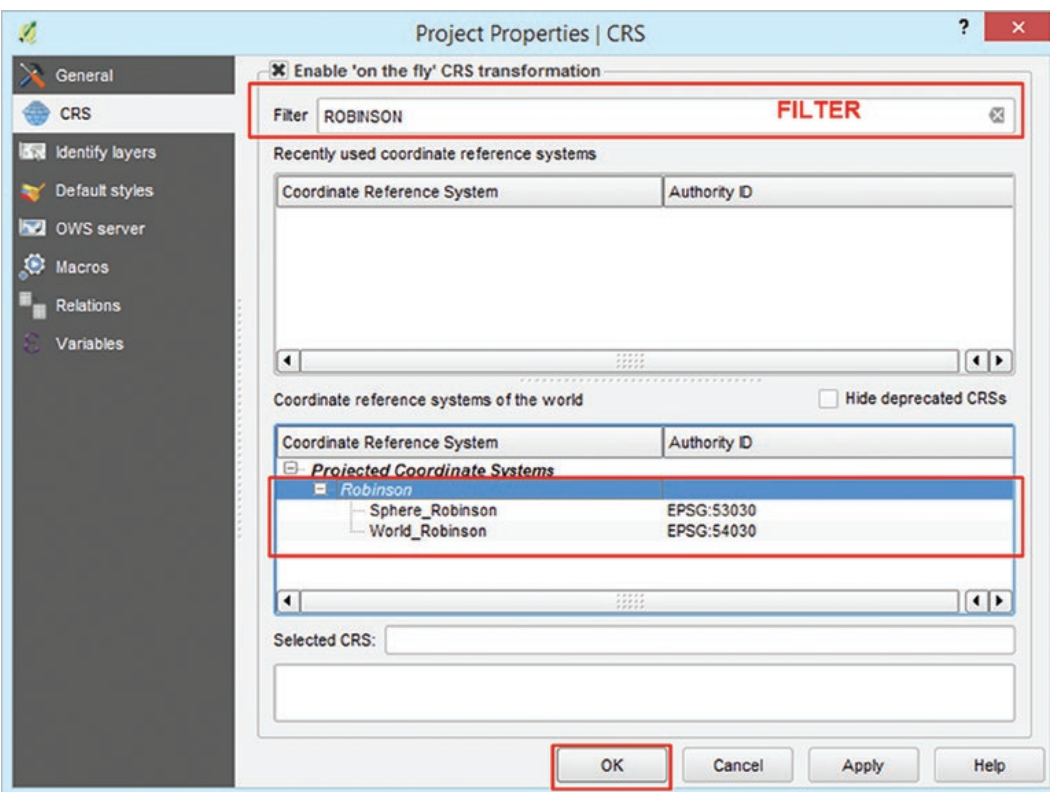 Project Properties | CRS
?
General
CRS
Identify layers
Default styles
OWS server
Macros
Relations
Variables
Enable 'on the fly' CRS transformation
Filter ROBINSON FILTER
Recently used coordinate reference systems
Coordinate Reference System Authority ID
Coordinate reference systems of the world Hide deprecated CRSs
Coordinate Reference System Authority ID
Projected Coordinate Systems
Robinson
Sphere_Robinson EPSG:53030
World_Robinson EPSG:54030
Selected CRS:
OK Cancel Apply Help